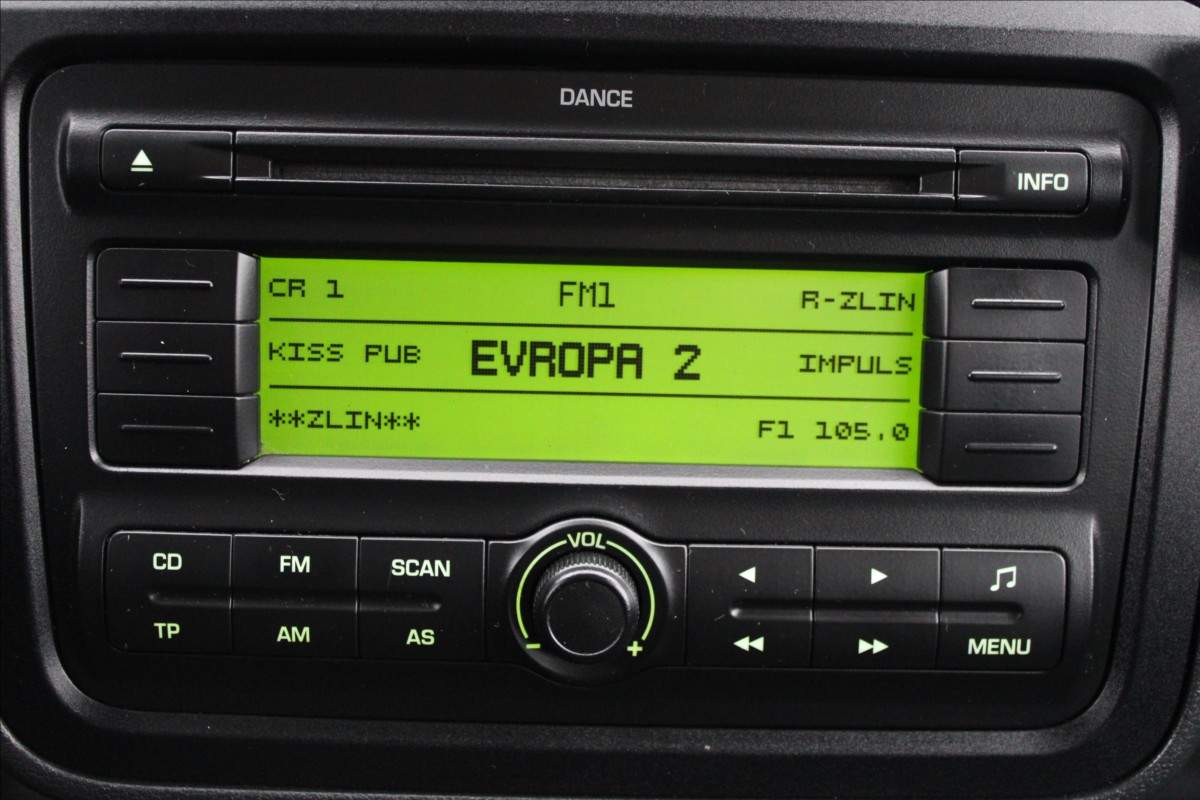 DANCE
INFO
CR 1 FM1 R-ZLIN
KISS PUB EVROPA 2 IMPULS
**ZLIN** F1 105.0
VOL
CD FM SCAN
TP AM AS - + MENU